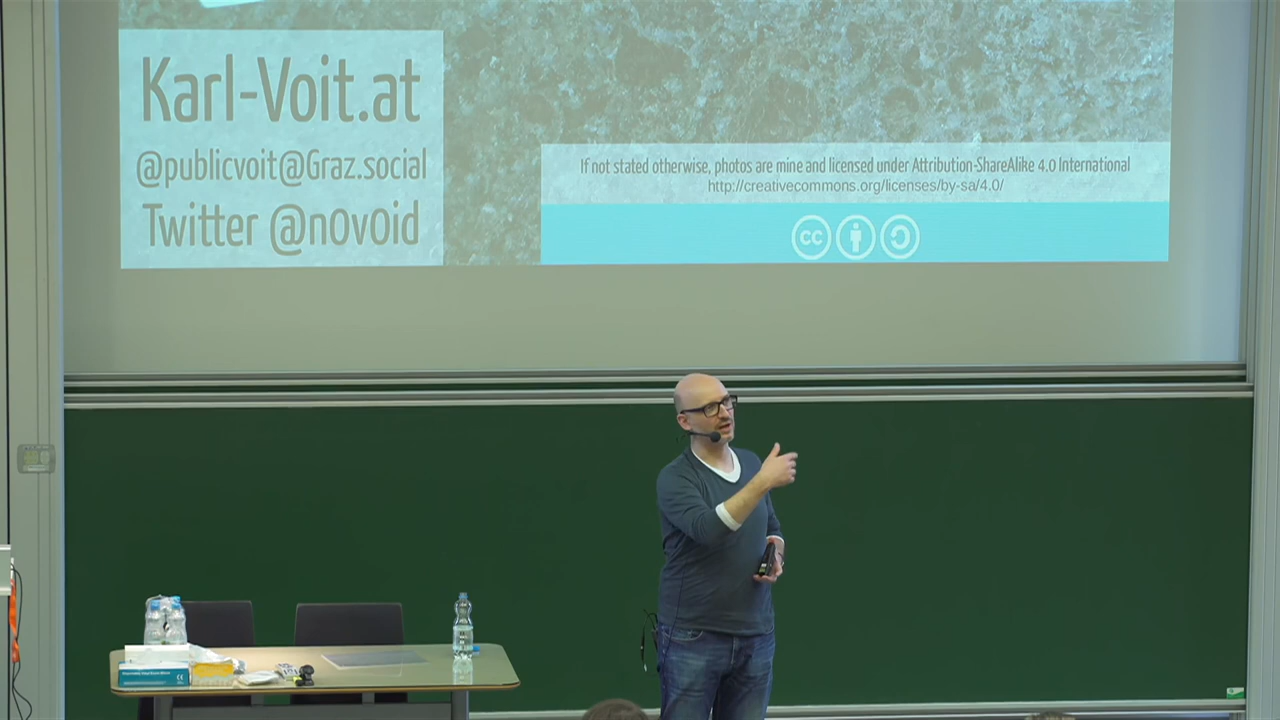 Karl-Voit.at
@publicvoit@Graz.social
Twitter @n0v0id
If not stated otherwise, photos are mine and licensed under Attribution-ShareAlike 4.0 International
http://creativecommons.org/licenses/by-sa/4.0/
cc